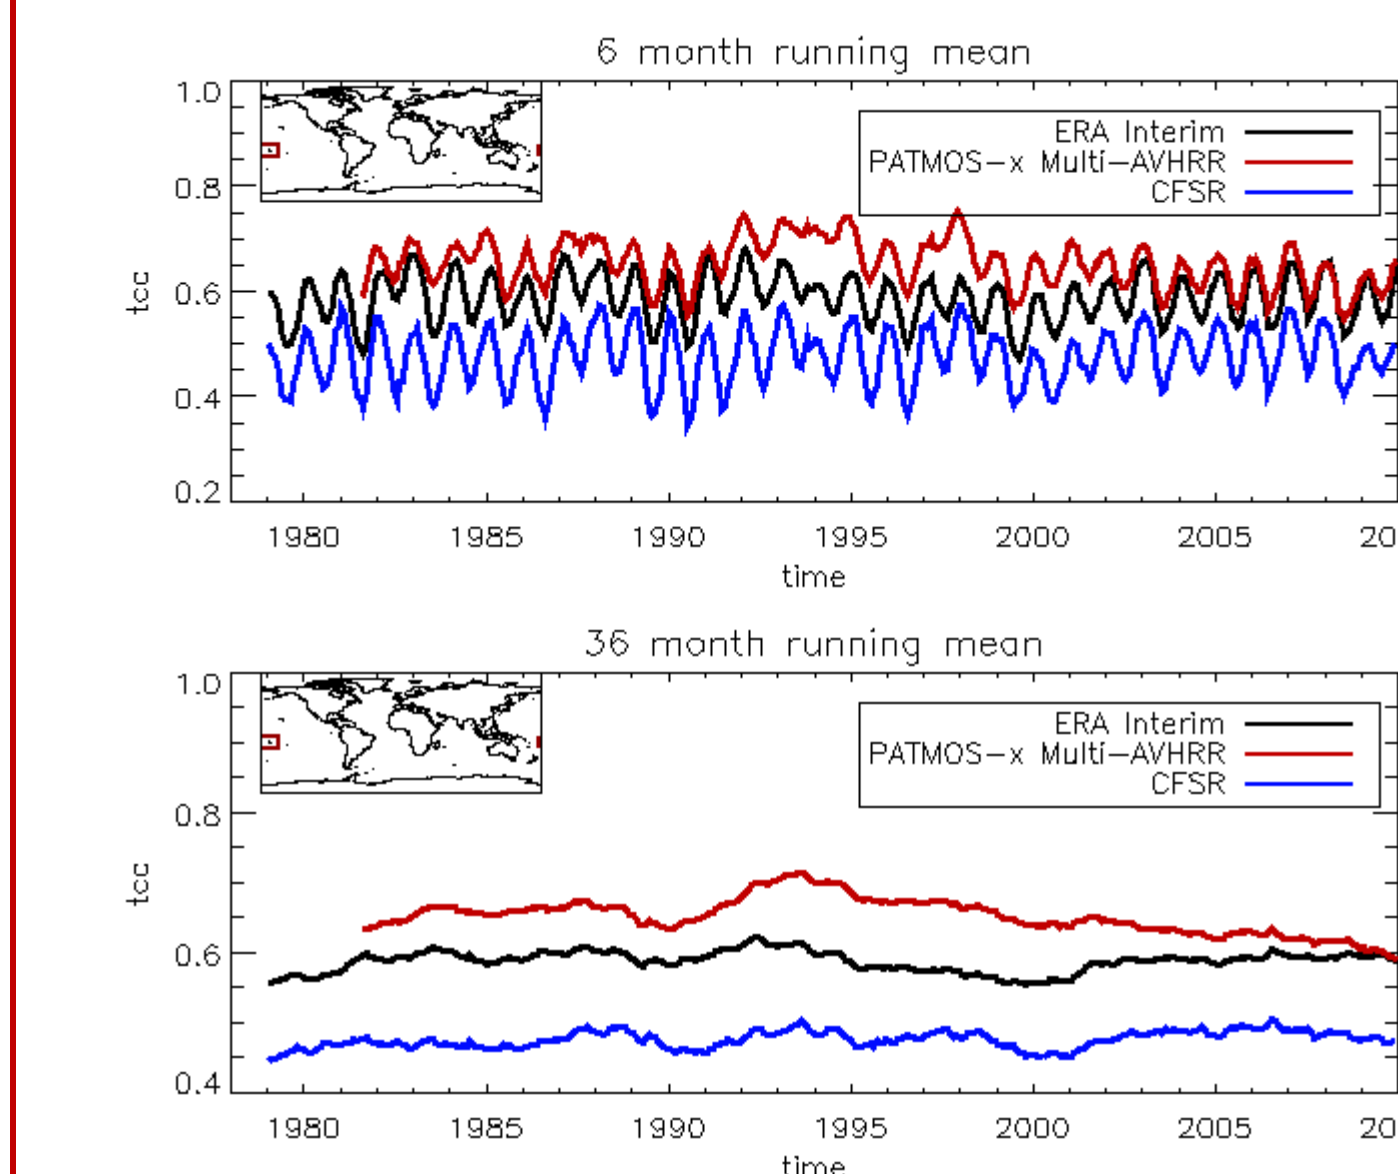 6 month running mean
1.0
ERA Interim
PATMOS-x Multi-AVHRR
0.8
CFSR
tcc
0.6
0.4
0.2
1980 1985 1990 1995 2000 2005 20
time
36 month running mean
1.0
ERA Interim
PATMOS-x Multi-AVHRR
CFSR
0.8
tcc
0.6
0.4
1980 1985 1990 1995 2000 2005 20
time